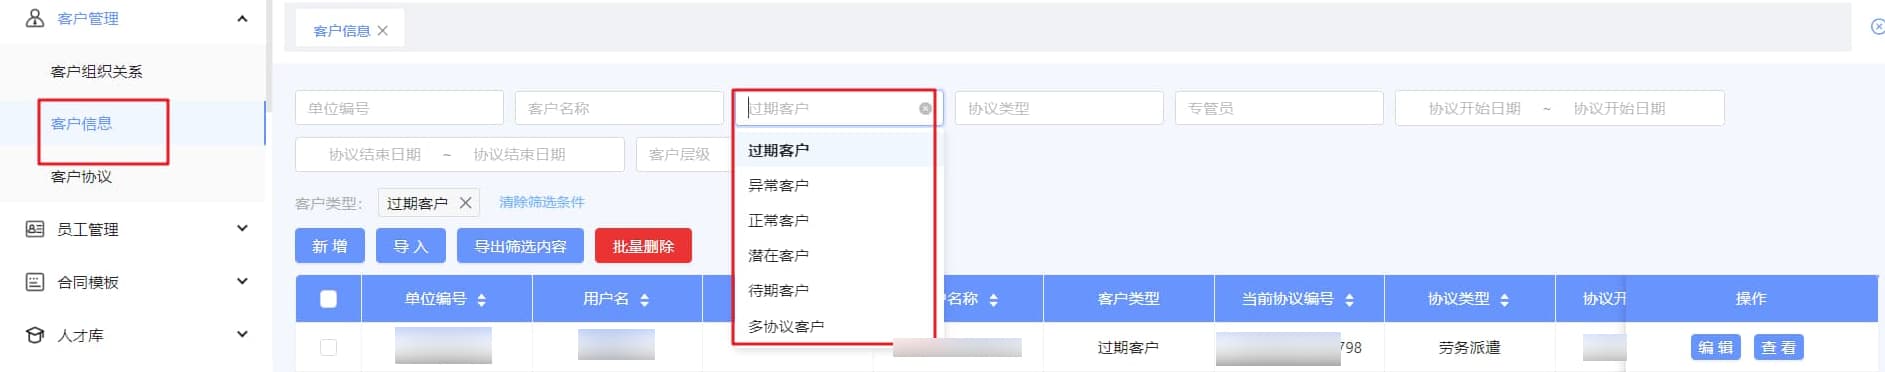 客户管理
客户组织关系
客户信息
客户协议
员工管理
合同模板
人才库
客户信息
单位编号 客户名称 过期客户 协议类型 专管员 协议开始日期 ~ 协议开始日期
协议结束日期 ~ 协议结束日期 客户层级
过期客户
异常客户
正常客户
潜在客户
待期客户
多协议客户
客户类型: 过期客户 清除筛选条件
新增 导入 导出筛选内容 批量删除
单位编号 用户名 名称 客户类型 当前协议编号 协议类型 协议开 操作
过期客户 798 劳务派遣 编辑 查看